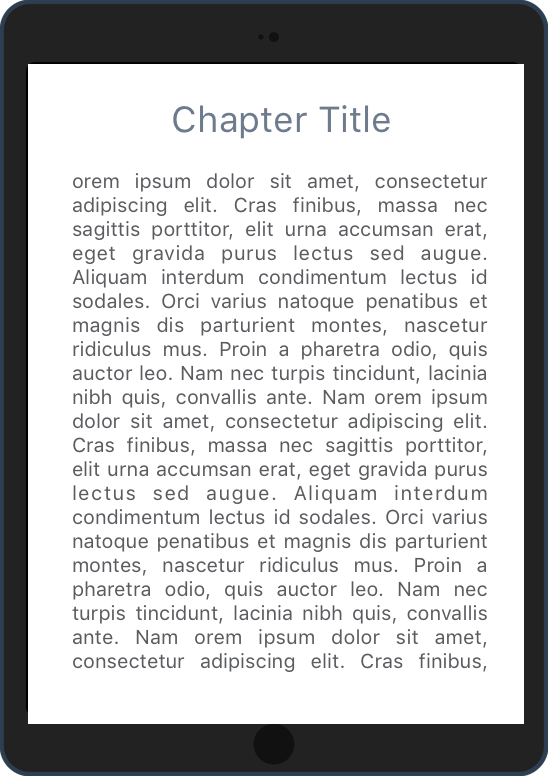 Chapter Title
orem ipsum dolor sit amet, consectetur
adipiscing elit. Cras finibus, massa nec
sagittis porttitor, elit urna accumsan erat,
eget gravida purus lectus sed augue.
Aliquam interdum condimentum lectus id
sodales. Orci varius natoque penatibus et
magnis dis parturient montes, nascetur
ridiculus mus. Proin a pharetra odio, quis
auctor leo. Nam nec turpis tincidunt, lacinia
nibh quis, convallis ante. Nam orem ipsum
dolor sit amet, consectetur adipiscing elit.
Cras finibus, massa nec sagittis porttitor,
elit urna accumsan erat, eget gravida purus
lectus sed augue. Aliquam interdum
condimentum lectus id sodales. Orci varius
natoque penatibus et magnis dis parturient
montes, nascetur ridiculus mus. Proin a
pharetra odio, quis auctor leo. Nam nec
turpis tincidunt, lacinia nibh quis, convallis
ante. Nam orem ipsum dolor sit amet,
consectetur adipiscing elit. Cras finibus,